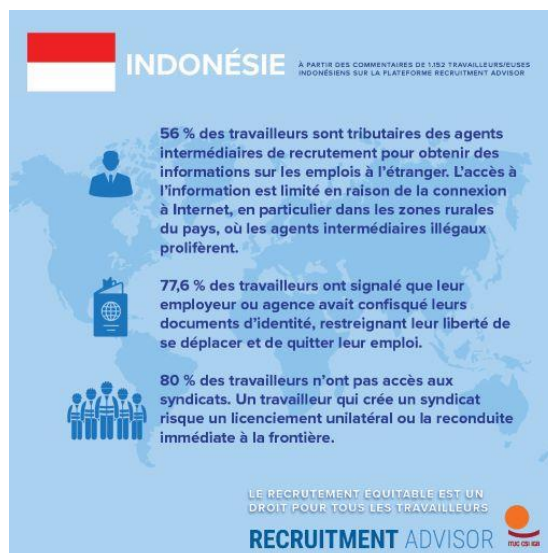 INDONÉSIE
À PARTIR DES COMMENTAIRES DE 1.152 TRAVAILLEURS/EUSES
INDONÉSIENS SUR LA PLATEFORME RECRUITMENT ADVISOR
56 % des travailleurs sont tributaires des agents
intermédiaires de recrutement pour obtenir des
informations sur les emplois à l'étranger. L'accès à
l'information est limité en raison de la connexion
à Internet, en particulier dans les zones rurales
du pays, où les agents intermédiaires illégaux
prolifèrent.
77,6 % des travailleurs ont signalé que leur
employeur ou agence avait confisqué leurs
documents d'identité, restreignant leur liberté de
se déplacer et de quitter leur emploi.
80 % des travailleurs n'ont pas accès aux
syndicats. Un travailleur qui crée un syndicat
risque un licenciement unilatéral ou la reconduite
immédiate à la frontière.
LE RECRUTEMENT ÉQUITABLE EST UN
DROIT POUR TOUS LES TRAVAILLEURS
RECRUITMENT ADVISOR
ITUC CSI IGB